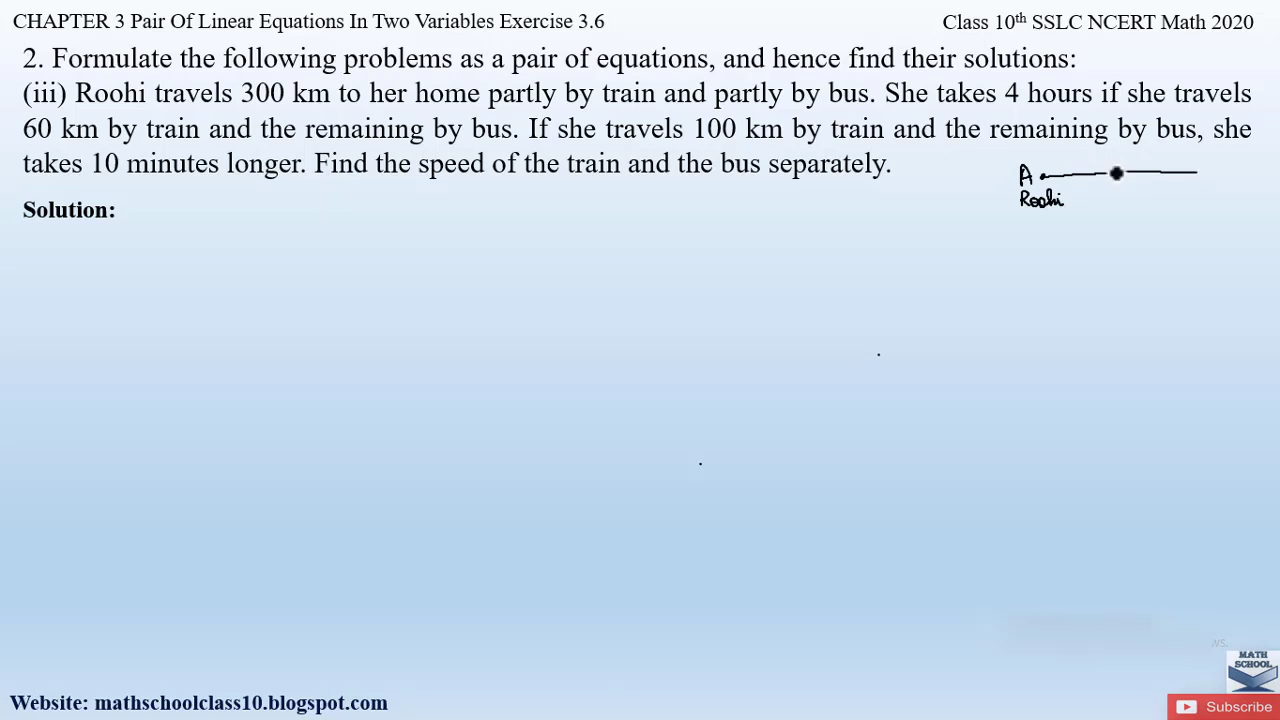 CHAPTER 3 Pair Of Linear Equations In Two Variables Exercise 3.6
Class 10th SSLC NCERT Math 2020
2. Formulate the following problems as a pair of equations, and hence find their solutions:
(iii) Roohi travels 300 km to her home partly by train and partly by bus. She takes 4 hours if she travels
60 km by train and the remaining by bus. If she travels 100 km by train and the remaining by bus, she
takes 10 minutes longer. Find the speed of the train and the bus separately.
A
Roohi
Solution:
MATH
SCHOOL
Website: mathschoolclass10.blogspot.com
Subscribe